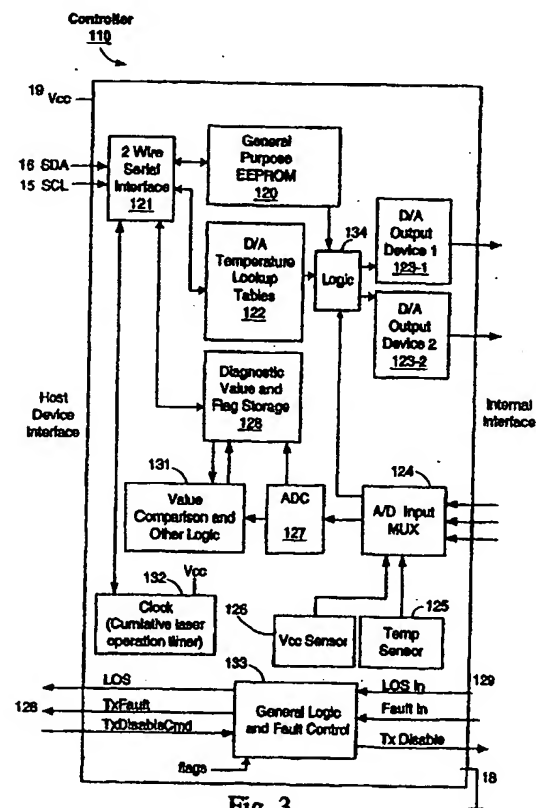 Controller
110
19 Vcc
16 SDA
15 SCL
2 Wire
Serial
Interface
121
General
Purpose
EEPROM
120
D/A
Temperature
Lookup
Tables
122
134
Logic
D/A
Output
Device 1
123-1
D/A
Output
Device 2
123-2
Host
Device
Interface
Internal
Interface
Diagnostic
Value and
Flag Storage
128
131
Value
Comparison and
Other Logic
ADC
127
124
A/D Input
MUX
132
Vcc
Clock
(Cumlative laser
operation timer)
126
Vcc Sensor
125
Temp
Sensor
133
General Logic
and Fault Control
LOS
128
TxFault
TxDisableCmd
flags
LOS In
129
Fault In
Tx Disable
18
Fig. 3